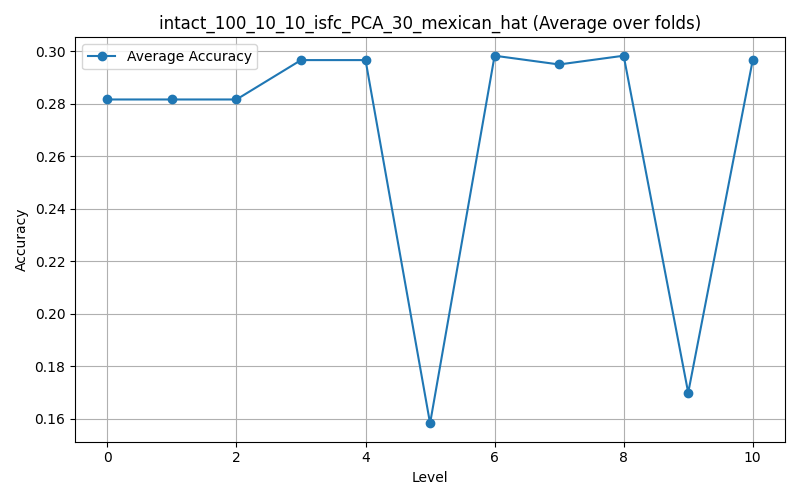 intact_100_10_10_isfc_PCA_30_mexican_hat (Average over folds)
Average Accuracy
Accuracy
0.30
0.28
0.26
0.24
0.22
0.20
0.18
0.16
0 2 4 6 8 10
Level